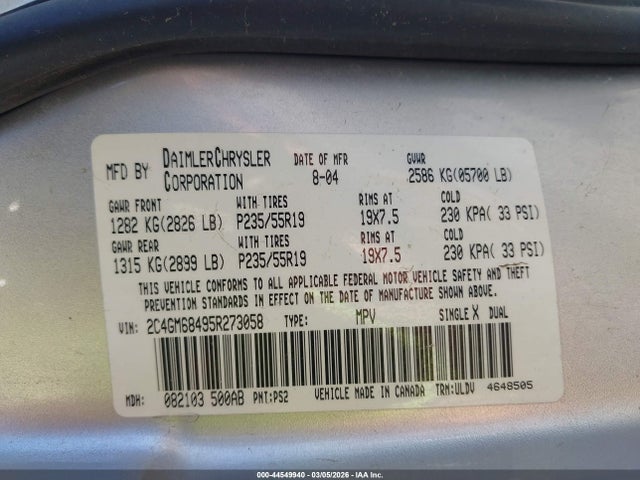 MFD BY DAIMLERCHRYSLER CORPORATION DATE OF MFR 8-04 GVWR 2586 KG(05700 LB)
GAWR FRONT WITH TIRES RIMS AT COLD
1282 KG(2826 LB) P235/55R19 19X7.5 230 KPA( 33 PSI)
GAWR REAR WITH TIRES RIMS AT COLD
1315 KG(2899 LB) P235/55R19 19X7.5 230 KPA( 33 PSI)
THIS VEHICLE CONFORMS TO ALL APPLICABLE FEDERAL MOTOR VEHICLE SAFETY AND THEFT
PREVENTION STANDARDS IN EFFECT ON THE DATE OF MANUFACTURE SHOWN ABOVE.
VIN: 2C4GM68495R273058 TYPE: MPV SINGLE X DUAL
MDH: 082103 500AB PNT:PS2 VEHICLE MADE IN CANADA TRM:ULDV 4648505
000-44549940 - 03/05/2026 - IAA Inc.